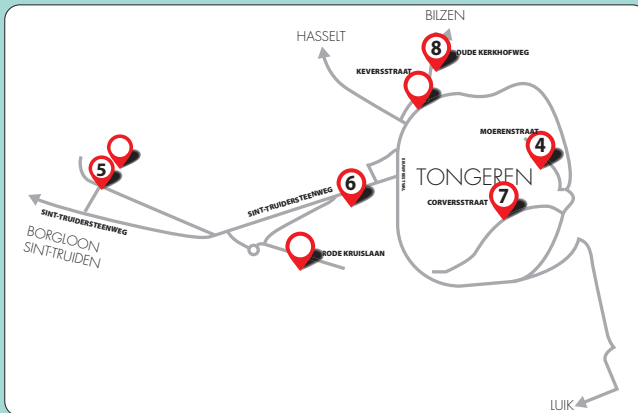 BILZEN
HASSELT
8
OUDE KERKHOFWEG
KEVERSSTRAAT
MOERENSTRAAT
4
5
TONGEREN
6
7
CORVERSSTRAAT
SINT-TRUIDERSTEENWEG
SINT-TRUIDERSTEENWEG
BORGLOON
SINT-TRUIDEN
RODE KRUISLAAN
LUIK